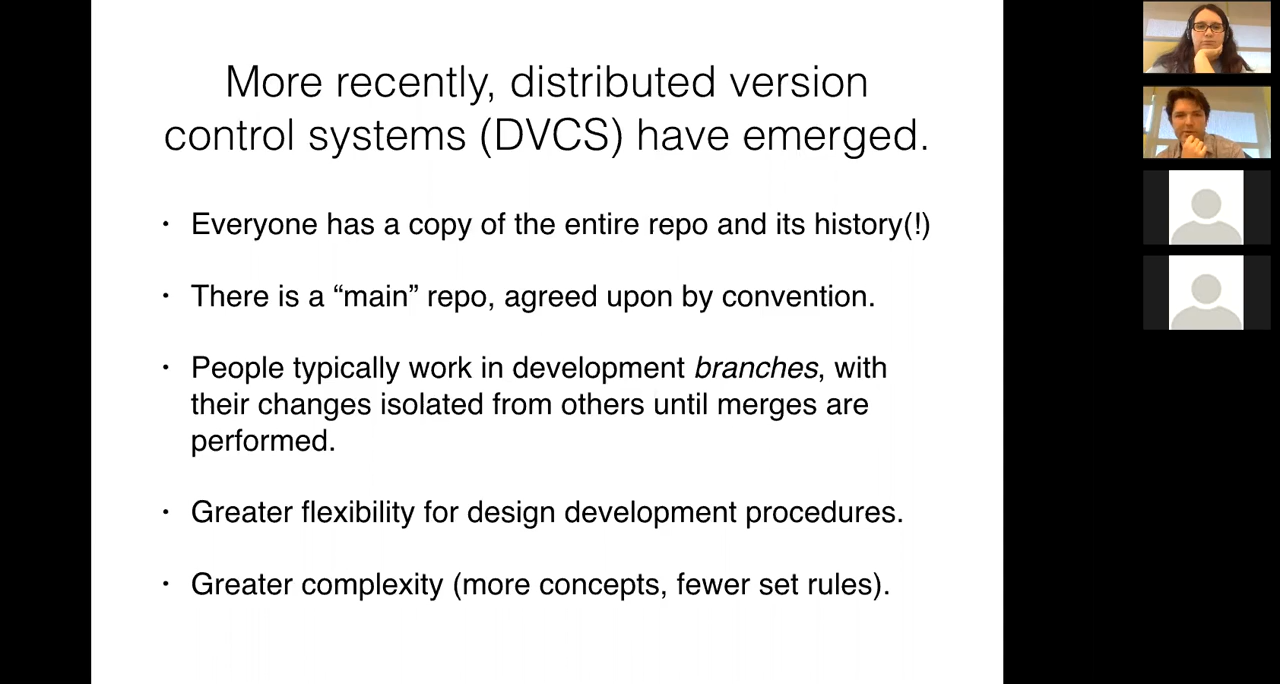 More recently, distributed version
control systems (DVCS) have emerged.
• Everyone has a copy of the entire repo and its history(!)
• There is a “main” repo, agreed upon by convention.
• People typically work in development branches, with
their changes isolated from others until merges are
performed.
• Greater flexibility for design development procedures.
• Greater complexity (more concepts, fewer set rules).